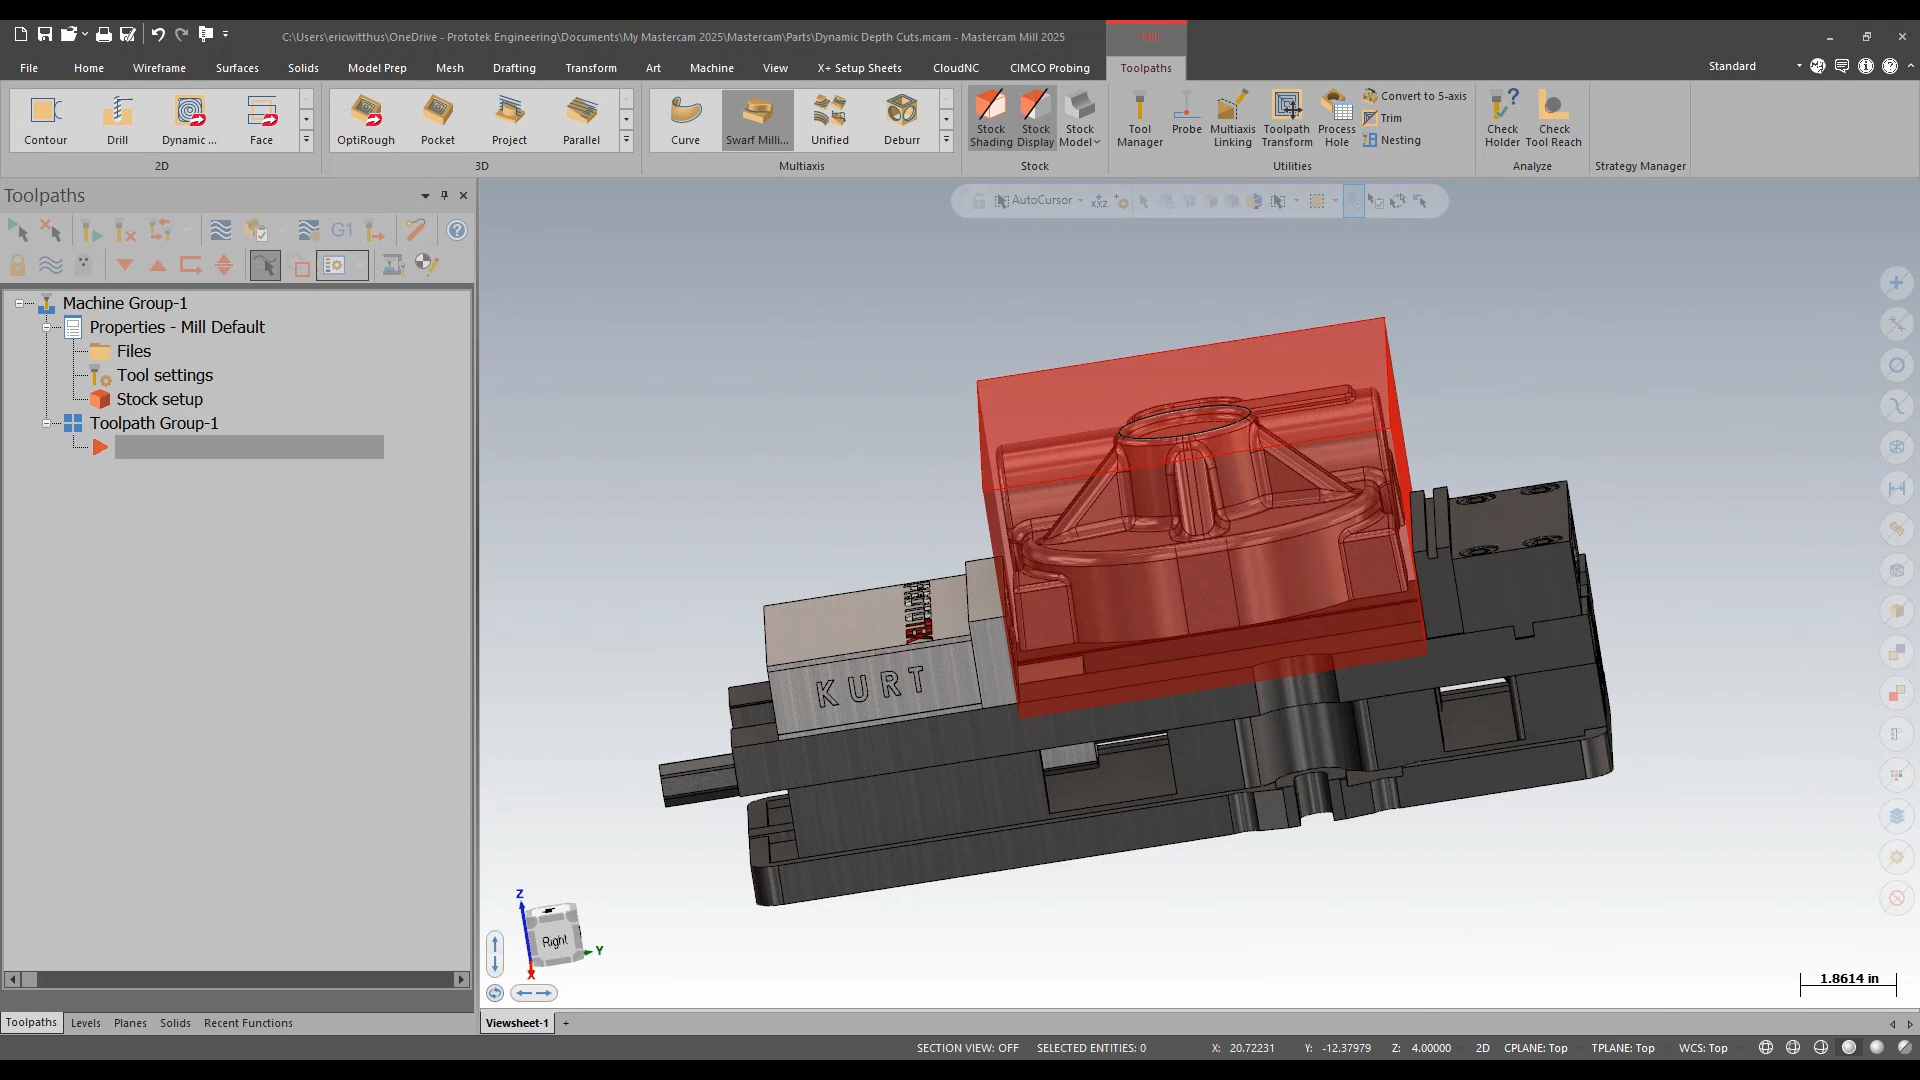 C:\Users\ericwitthus\OneDrive - Prototek Engineering\Documents\My Mastercam 2025\Mastercam\Parts\Dynamic Depth Cuts.mcam - Mastercam Mill 2025
Mill
File Home Wireframe Surfaces Solids Model Prep Mesh Drafting Transform Art Machine View X+ Setup Sheets CloudNC CIMCO Probing Toolpaths Standard
Contour Drill Dynamic ... Face OptiRough Pocket Project Parallel Curve Swarf Milli... Unified Deburr
Stock Shading Stock Display Stock Model
Tool Manager Probe Multiaxis Linking Toolpath Transform Process Hole
Convert to 5-axis
Trim
Nesting
Check Holder Check Tool Reach
2D 3D Multiaxis Stock Utilities Analyze Strategy Manager
Toolpaths
AutoCursor
XYZ
G1
Machine Group-1
Properties - Mill Default
Files
Tool settings
Stock setup
Toolpath Group-1
KURT
Z
Right
Y
X
1.8614 in
Toolpaths Levels Planes Solids Recent Functions
Viewsheet-1 +
SECTION VIEW: OFF SELECTED ENTITIES: 0 X: 20.72231 Y: -12.37979 Z: 4.00000 2D CPLANE: Top TPLANE: Top WCS: Top